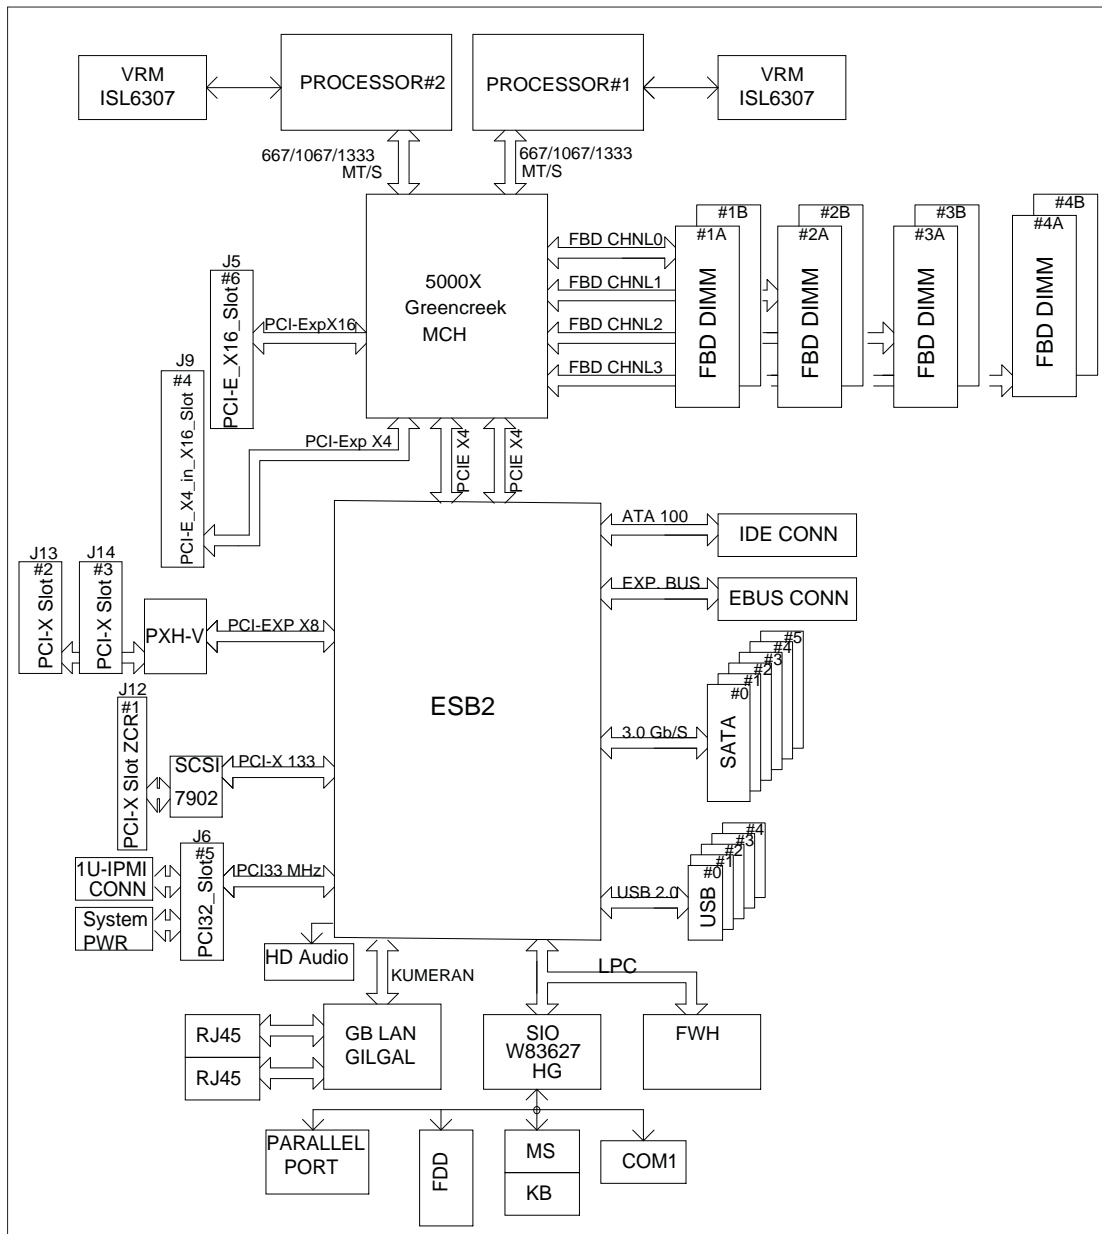 VRM
ISL6307
PROCESSOR#2
PROCESSOR#1
VRM
ISL6307
667/1067/1333
MT/S
667/1067/1333
MT/S
5000X
Greencreek
MCH
FBD CHNL0
FBD CHNL1
FBD CHNL2
FBD CHNL3
#1B
#1A
FBD DIMM
#2B
#2A
FBD DIMM
#3B
#3A
FBD DIMM
#4B
#4A
FBD DIMM
J5
#6
PCI-E_X16_Slot
PCI-ExpX16
J9
#4
PCI-E_X4_in_X16_Slot
PCI-Exp X4
PCIE X4
PCIE X4
ESB2
ATA 100
IDE CONN
EXP. BUS
EBUS CONN
J13
#2
PCI-X Slot
J14
#3
PCI-X Slot
PXH-V
PCI-EXP X8
#5
#4
#3
#2
#1
#0
SATA
3.0 Gb/S
J12
#1
PCI-X Slot ZCR
SCSI
7902
PCI-X 133
J6
#5
PCI32_Slot
PCI33 MHz
1U-IPMI
CONN
System
PWR
#4
#3
#2
#1
#0
USB
USB 2.0
HD Audio
KUMERAN
LPC
RJ45
RJ45
GB LAN
GILGAL
SIO
W83627
HG
FWH
PARALLEL
PORT
FDD
MS
KB
COM1